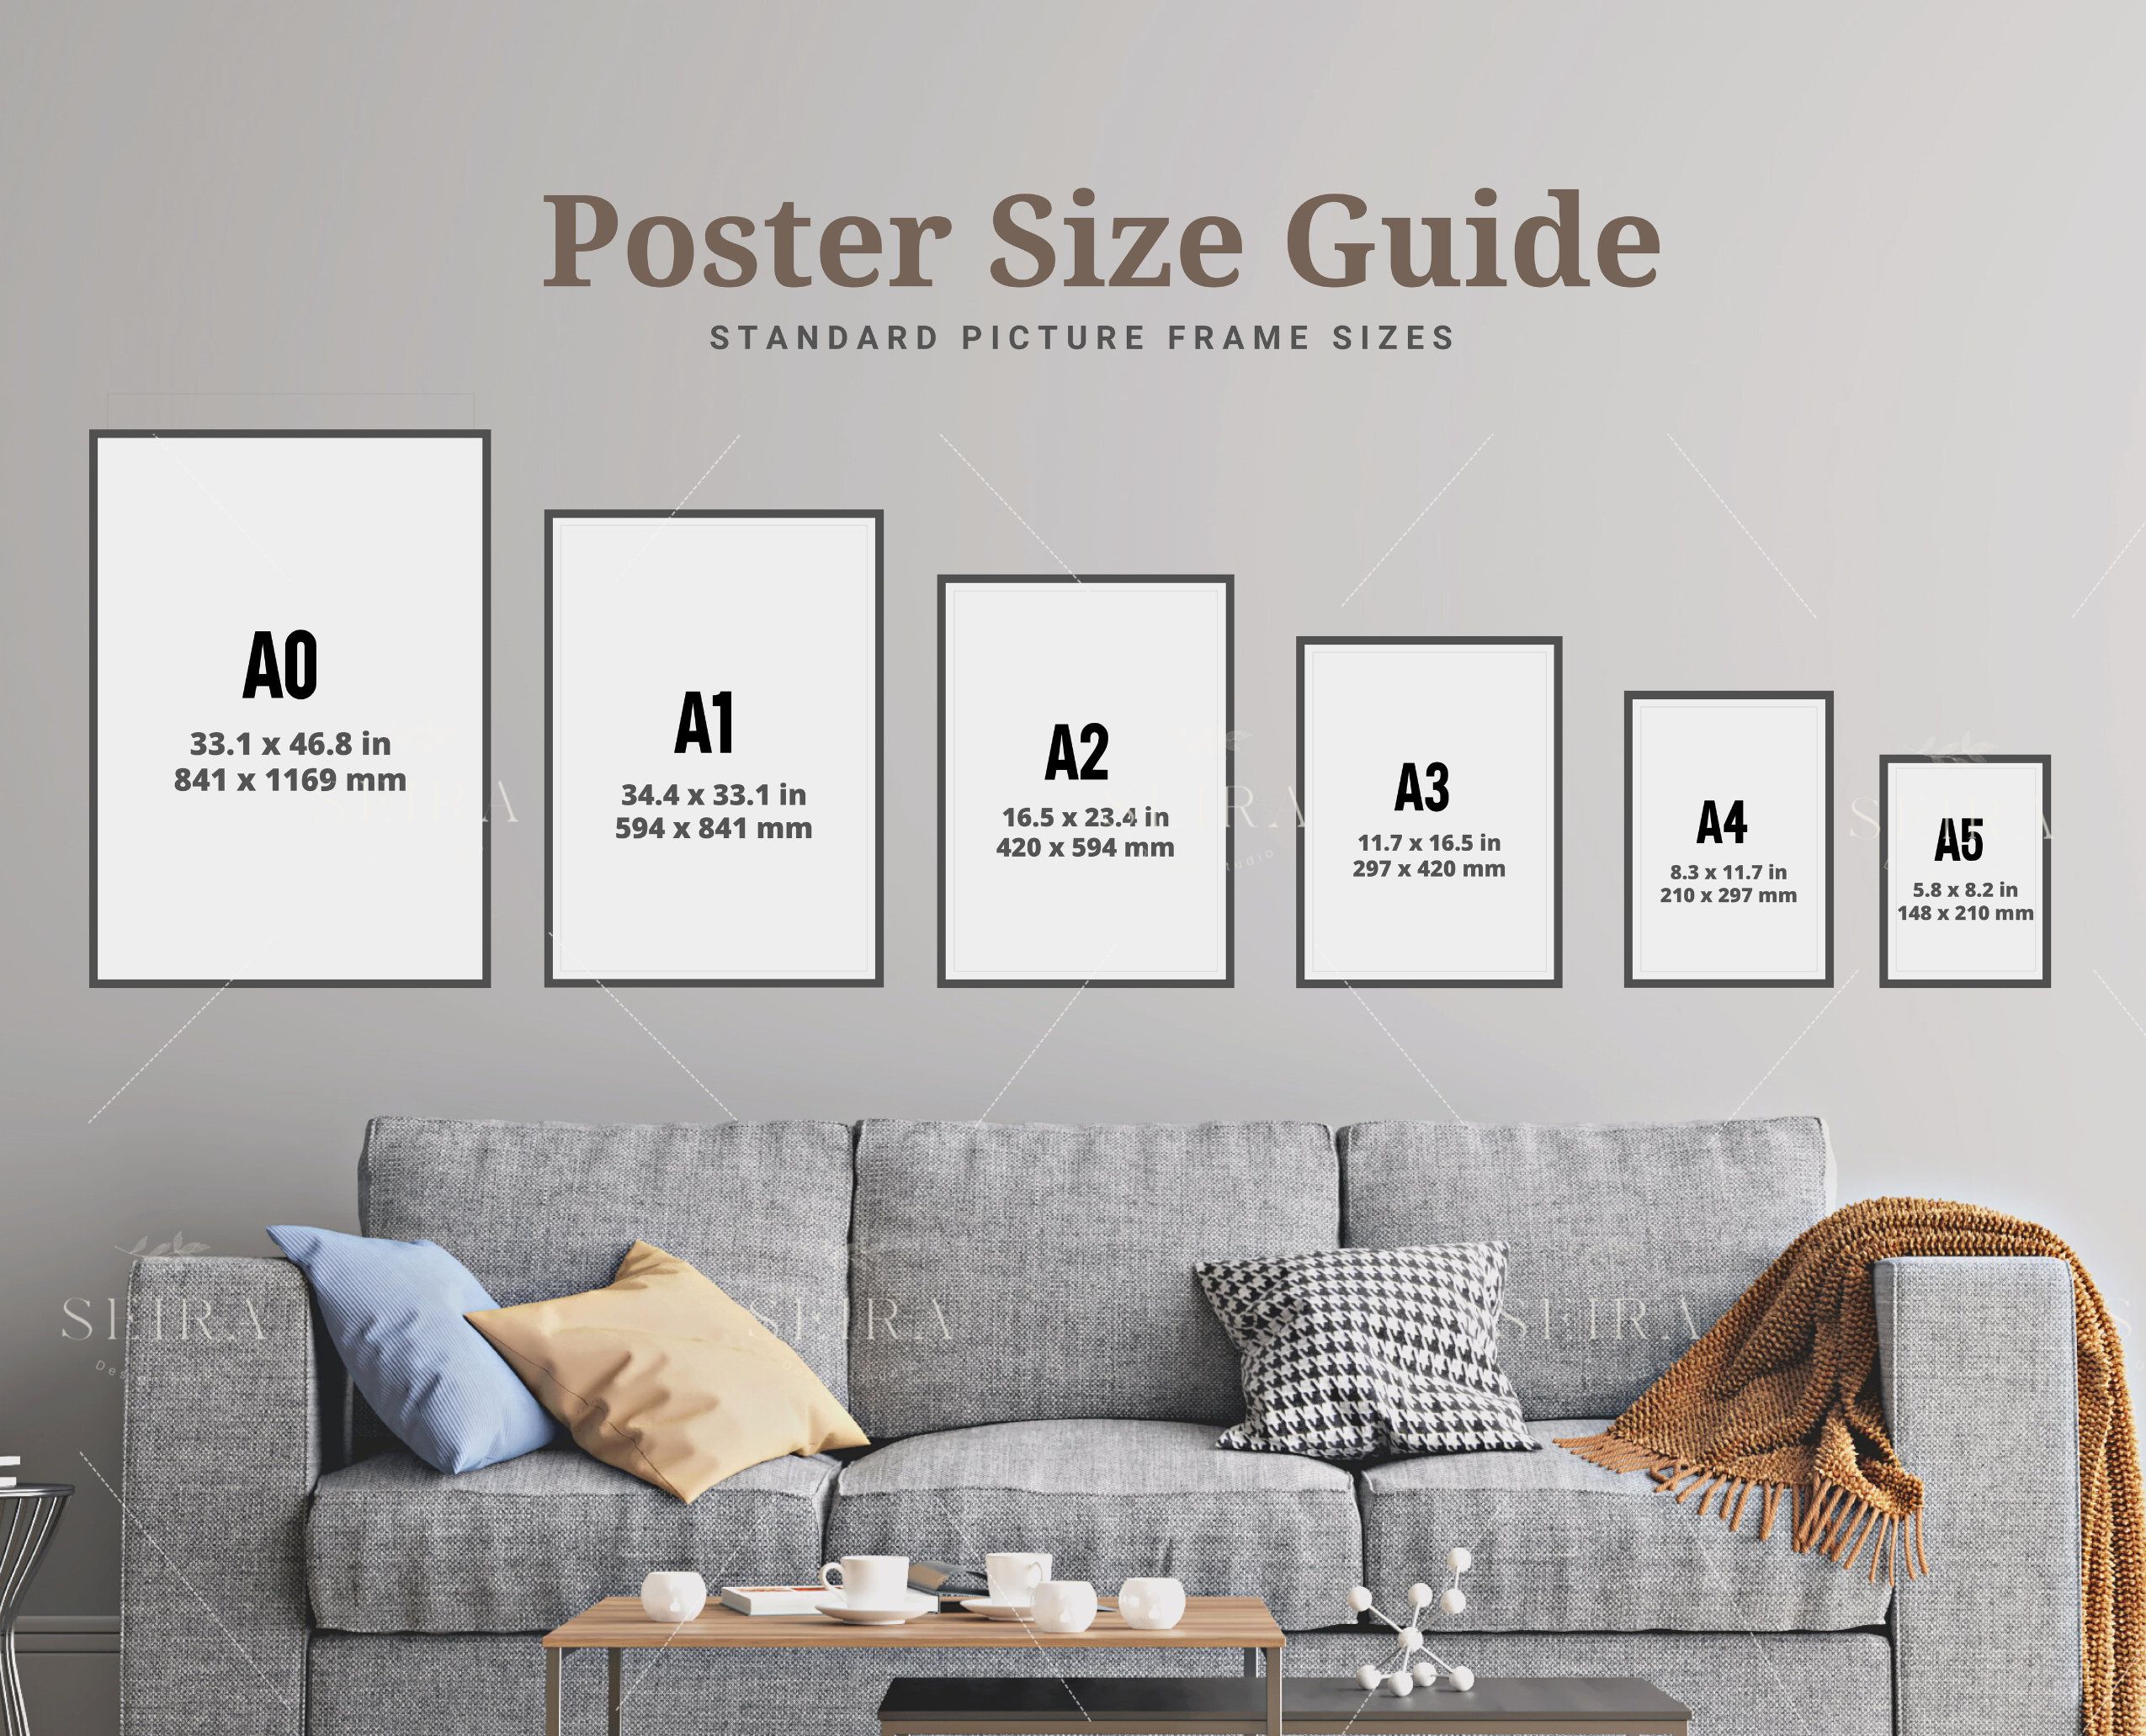 Poster Size Guide
STANDARD PICTURE FRAME SIZES
A0
33.1 x 46.8 in
841 x 1169 mm
A1
34.4 x 33.1 in
594 x 841 mm
A2
16.5 x 23.4 in
420 x 594 mm
A3
11.7 x 16.5 in
297 x 420 mm
A4
8.3 x 11.7 in
210 x 297 mm
A5
5.8 x 8.2 in
148 x 210 mm
SEIRA
SEIRA
SEIRA